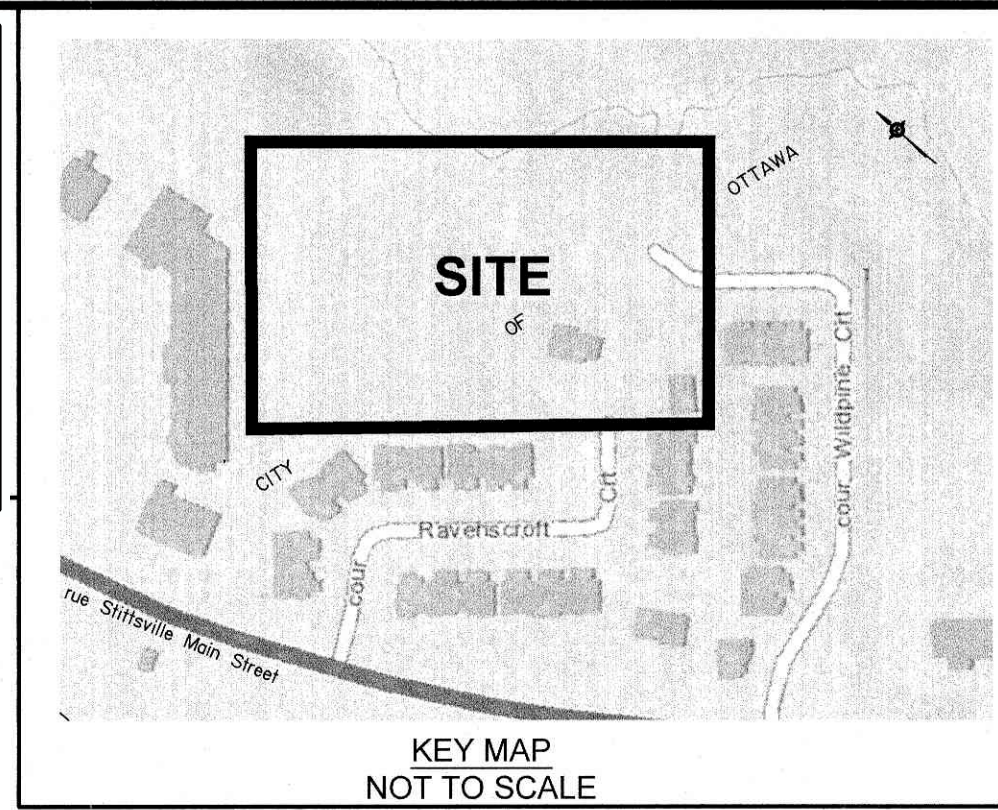 OTTAWA
SITE
OF
cour Wildpine Crt
CITY
cour Ravenscroft Crt
rue Stittsville Main Street
KEY MAP
NOT TO SCALE